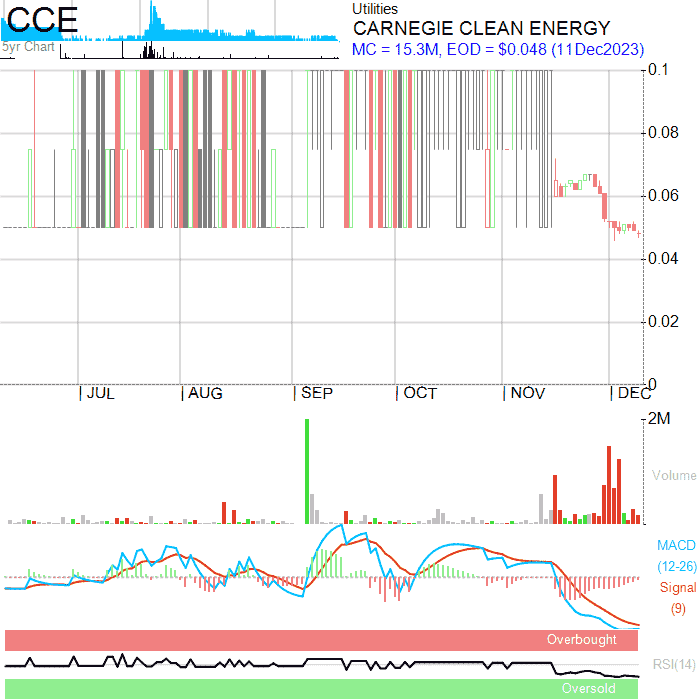 CCE
5yr Chart
Utilities
CARNEGIE CLEAN ENERGY
MC = 15.3M, EOD = $0.048 (11Dec2023)
0.1
0.08
0.06
0.04
0.02
0
JUL
AUG
SEP
OCT
NOV
DEC
2M
Volume
MACD
(12-26)
Signal
(9)
Overbought
RSI(14)
Oversold